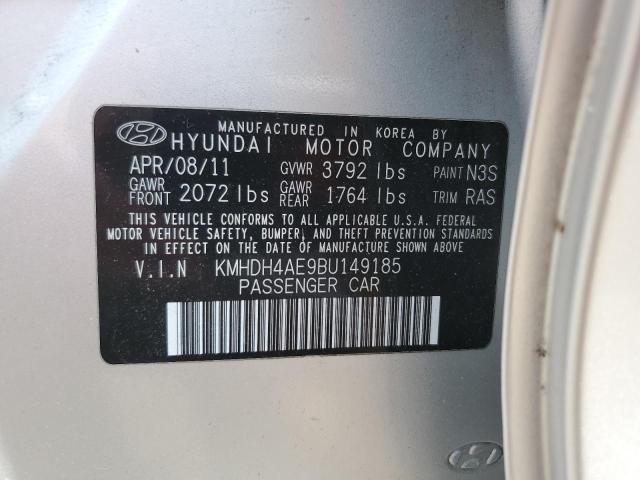 MANUFACTURED IN KOREA BY
HYUNDAI MOTOR COMPANY
APR/08/11 GVWR 3792 lbs PAINT N3S
GAWR FRONT 2072 lbs GAWR REAR 1764 lbs TRIM RAS
THIS VEHICLE CONFORMS TO ALL APPLICABLE U.S.A. FEDERAL
MOTOR VEHICLE SAFETY, BUMPER, AND THEFT PREVENTION STANDARDS
IN EFFECT ON THE DATE OF MANUFACTURE SHOWN ABOVE.
V.I.N KMHDH4AE9BU149185
PASSENGER CAR